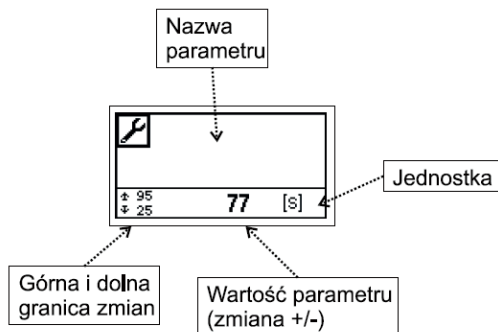 Nazwa
parametru
↑ 95
↓ 25
77
[s]
Jednostka
Górna i dolna
granica zmian
Wartość parametru
(zmiana +/-)